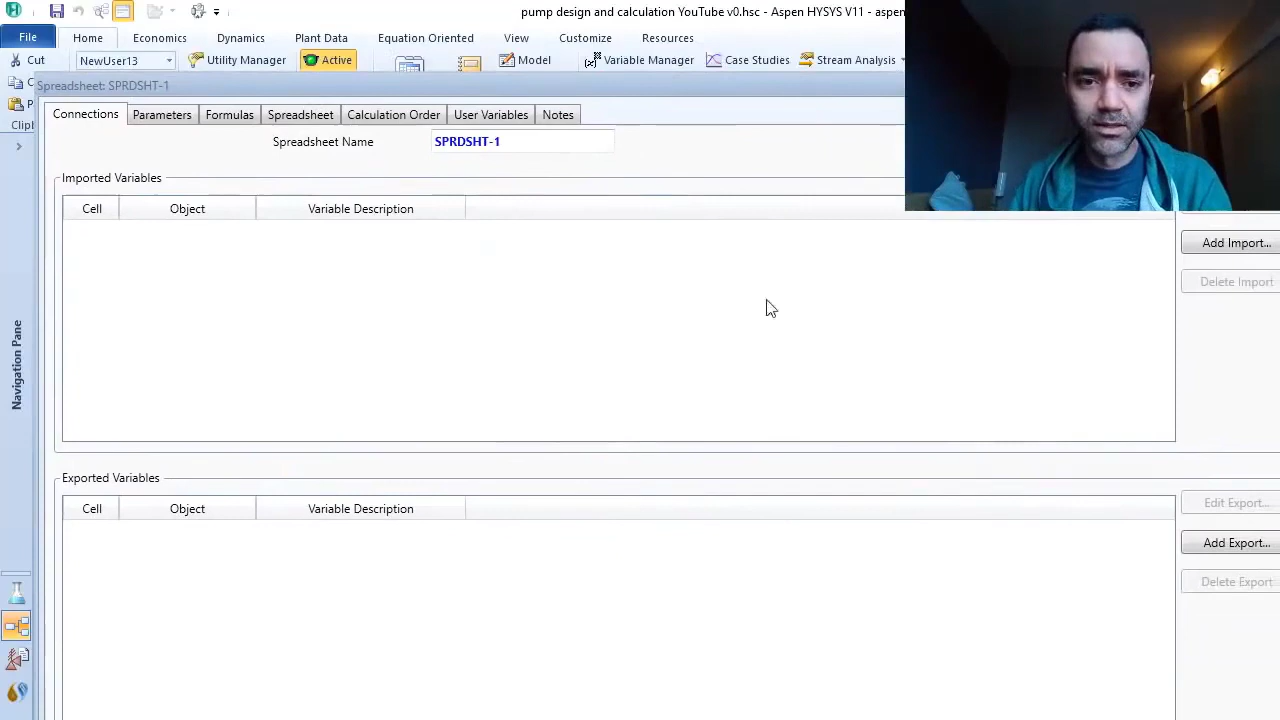 pump design and calculation YouTube v0.hsc - Aspen HYSYS V11 - aspen
File Home Economics Dynamics Plant Data Equation Oriented View Customize Resources
Cut NewUser13 Utility Manager Active Model Variable Manager Case Studies Stream Analysis
Spreadsheet: SPRDSHT-1
Clipl
Connections Parameters Formulas Spreadsheet Calculation Order User Variables Notes
Spreadsheet Name SPRDSHT-1
Imported Variables
Cell Object Variable Description
Add Import...
Delete Import
Navigation Pane
Exported Variables
Cell Object Variable Description
Edit Export...
Add Export...
Delete Export